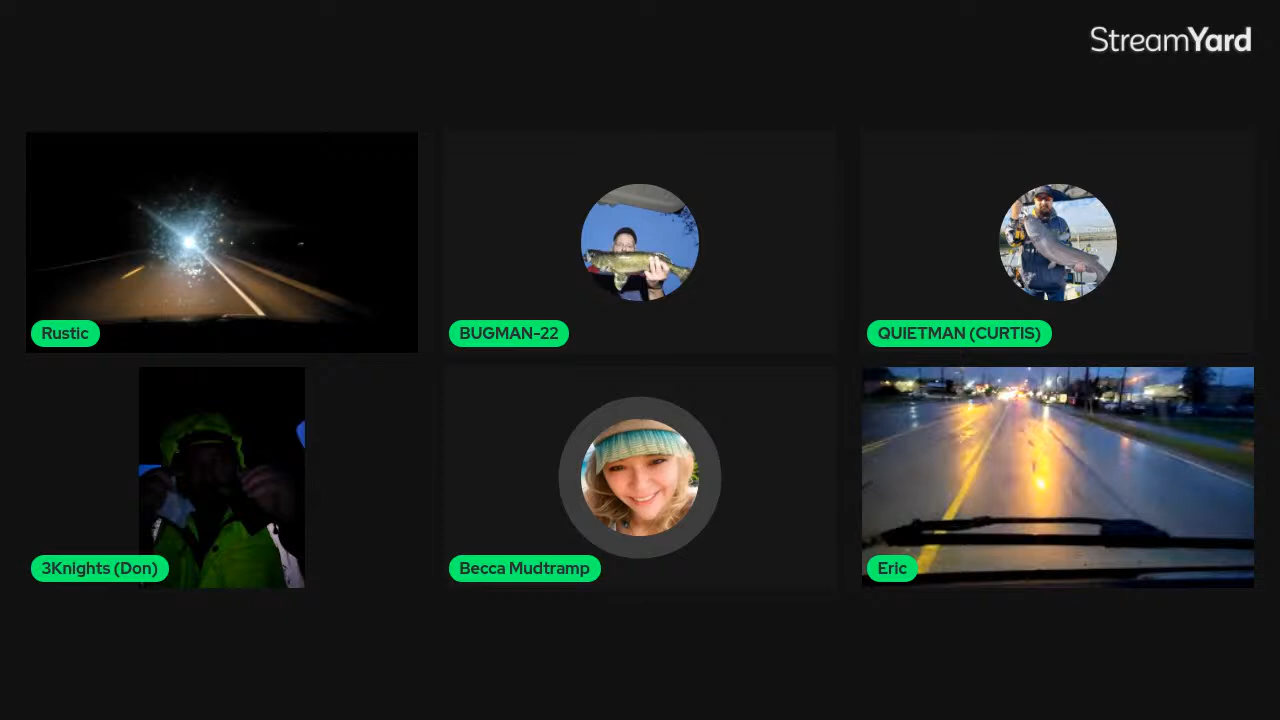 StreamYard
Rustic
BUGMAN-22
QUIETMAN (CURTIS)
3Knights (Don)
Becca Mudtramp
Eric